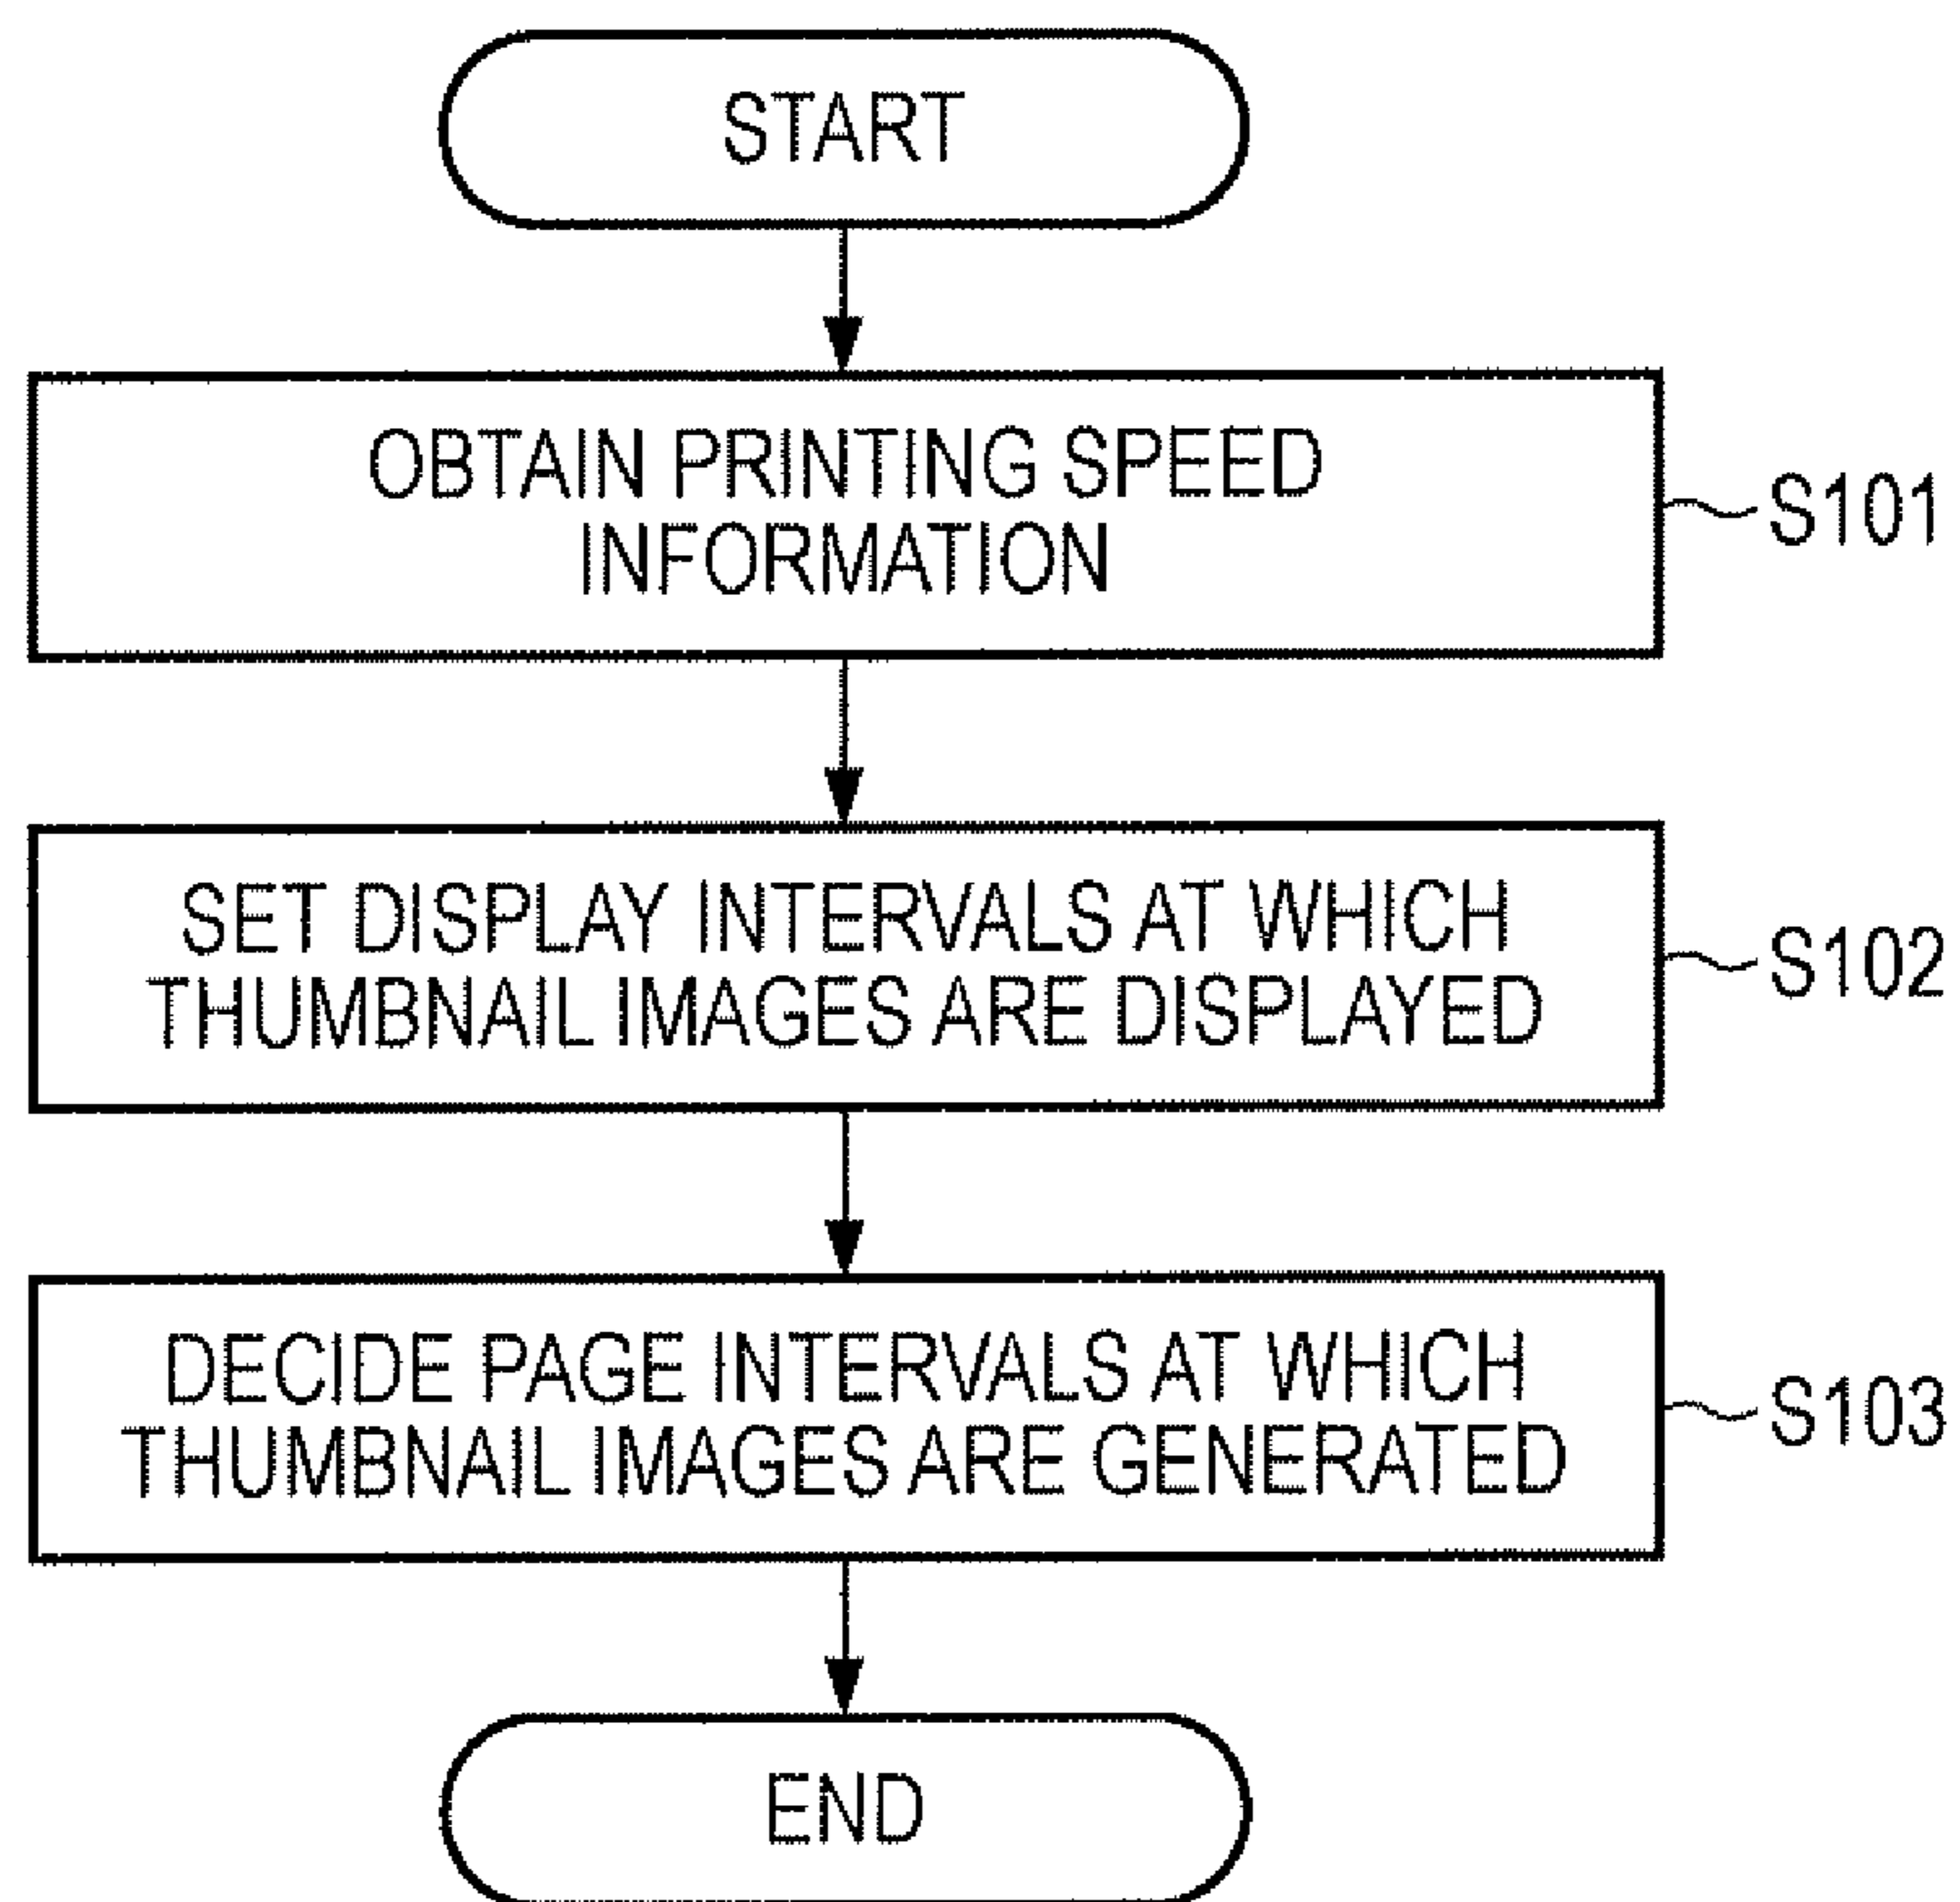 START
OBTAIN PRINTING SPEED
INFORMATION
S101
SET DISPLAY INTERVALS AT WHICH
THUMBNAIL IMAGES ARE DISPLAYED
S102
DECIDE PAGE INTERVALS AT WHICH
THUMBNAIL IMAGES ARE GENERATED
S103
END